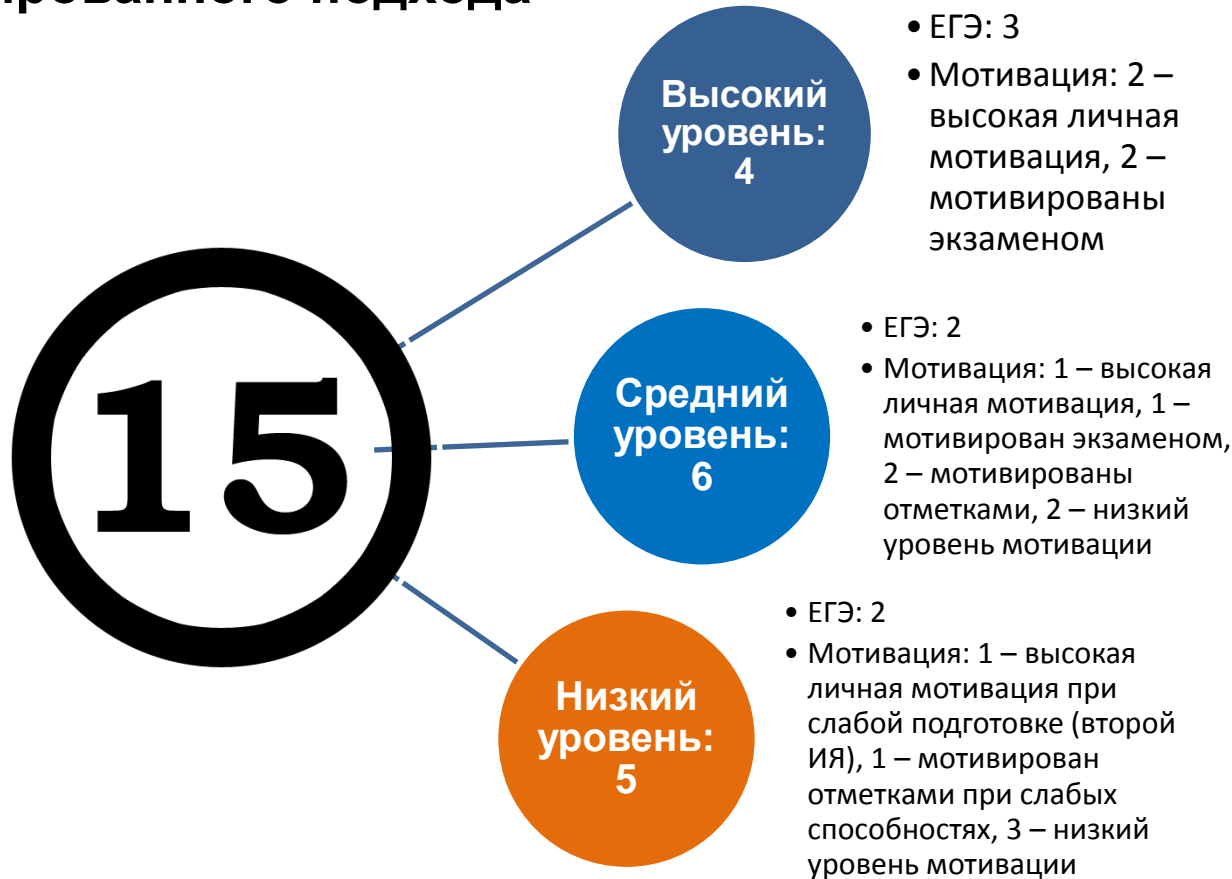 15
Высокий
уровень:
4
• ЕГЭ: 3
• Мотивация: 2 –
высокая личная
мотивация, 2 –
мотивированы
экзаменом
Средний
уровень:
6
• ЕГЭ: 2
• Мотивация: 1 – высокая
личная мотивация, 1 –
мотивирован экзаменом,
2 – мотивированы
отметками, 2 – низкий
уровень мотивации
Низкий
уровень:
5
• ЕГЭ: 2
• Мотивация: 1 – высокая
личная мотивация при
слабой подготовке (второй
ИЯ), 1 – мотивирован
отметками при слабых
способностях, 3 – низкий
уровень мотивации